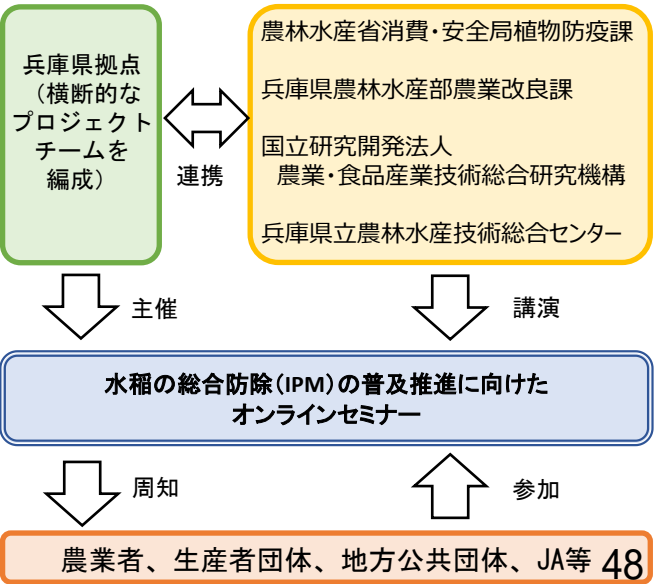 兵庫県拠点
（横断的な
プロジェクト
チームを
編成）
連携
農林水産省消費・安全局植物防疫課
兵庫県農林水産部農業改良課
国立研究開発法人
農業・食品産業技術総合研究機構
兵庫県立農林水産技術総合センター
主催
講演
水稲の総合防除（IPM）の普及推進に向けた
オンラインセミナー
周知
参加
農業者、生産者団体、地方公共団体、JA等
48